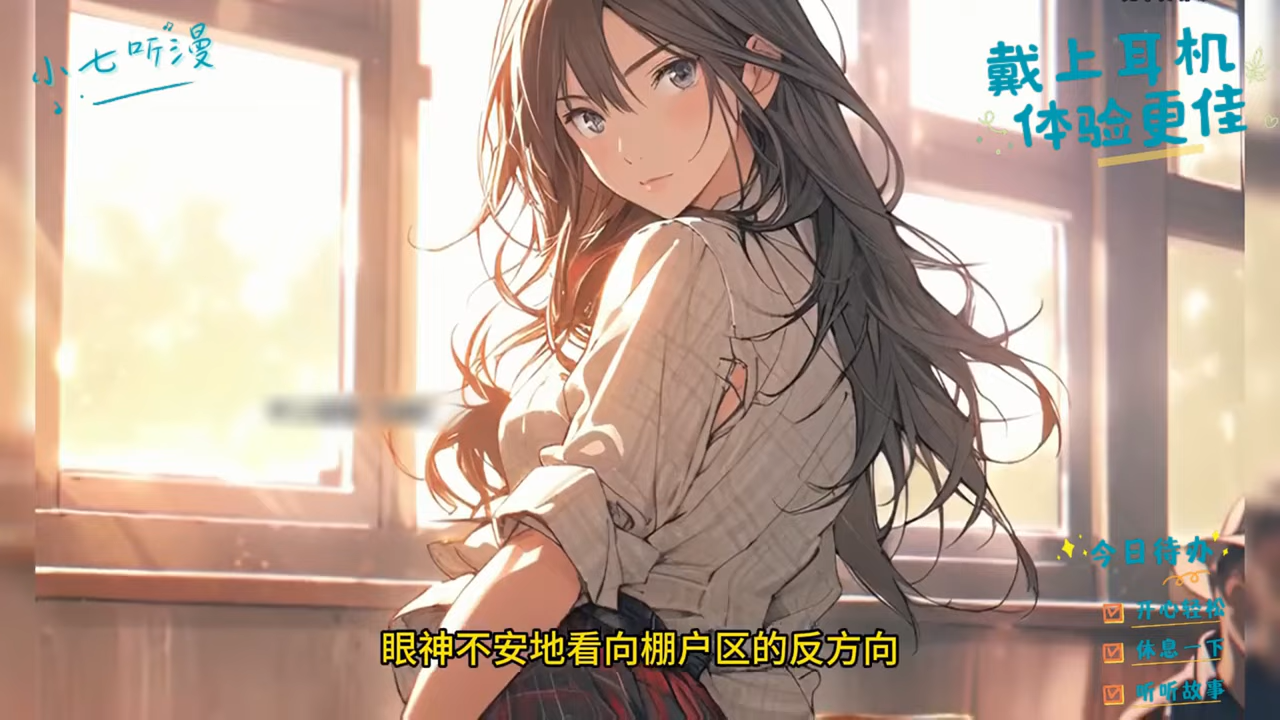 小七听漫
戴上耳机
体验更佳
今日待办
开心轻松
休息一下
听听故事
眼神不安地看向棚户区的反方向